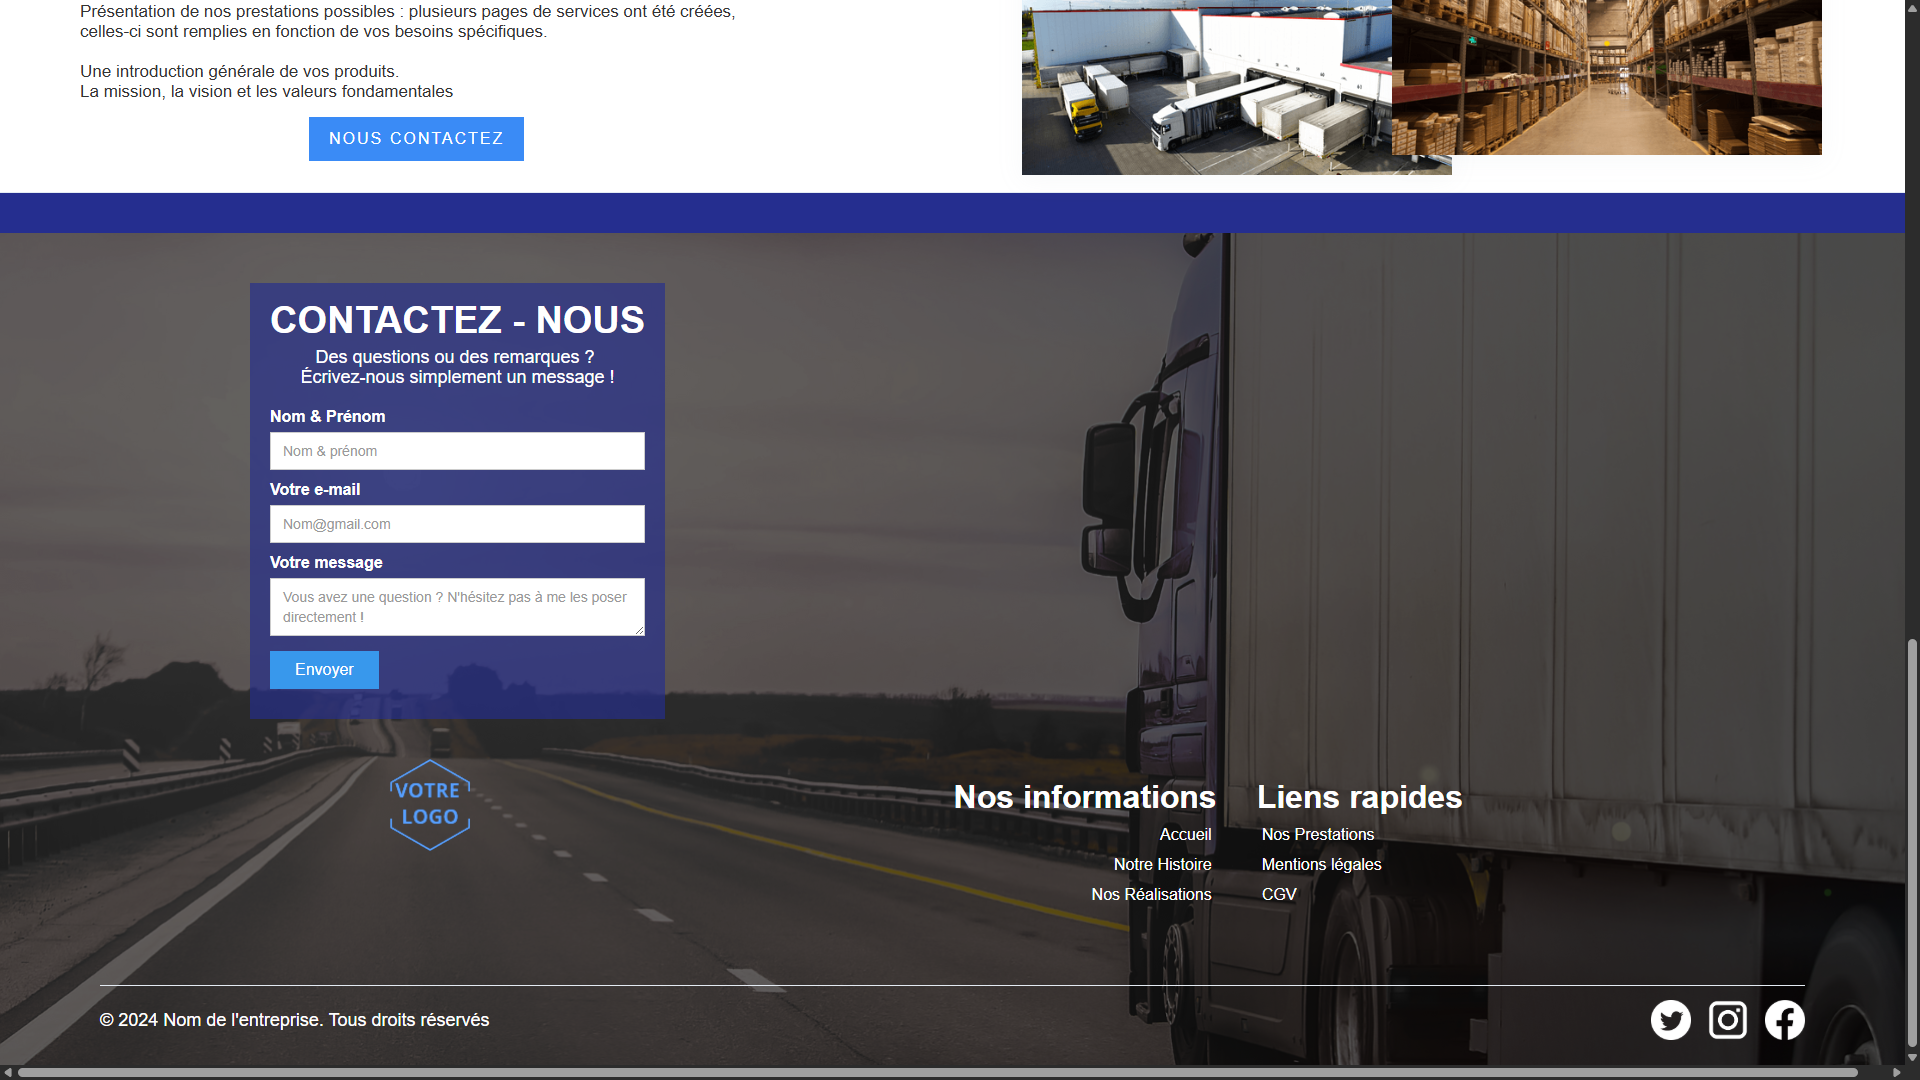 Présentation de nos prestations possibles : plusieurs pages de services ont été créées,
celles-ci sont remplies en fonction de vos besoins spécifiques.
Une introduction générale de vos produits.
La mission, la vision et les valeurs fondamentales
NOUS CONTACTEZ
CONTACTEZ - NOUS
Des questions ou des remarques ?
Écrivez-nous simplement un message !
Nom & Prénom
Nom & prénom
Votre e-mail
Nom@gmail.com
Votre message
Vous avez une question ? N'hésitez pas à me les poser
directement !
Envoyer
VOTRE
LOGO
Nos informations
Accueil
Notre Histoire
Nos Réalisations
Liens rapides
Nos Prestations
Mentions légales
CGV
© 2024 Nom de l'entreprise. Tous droits réservés